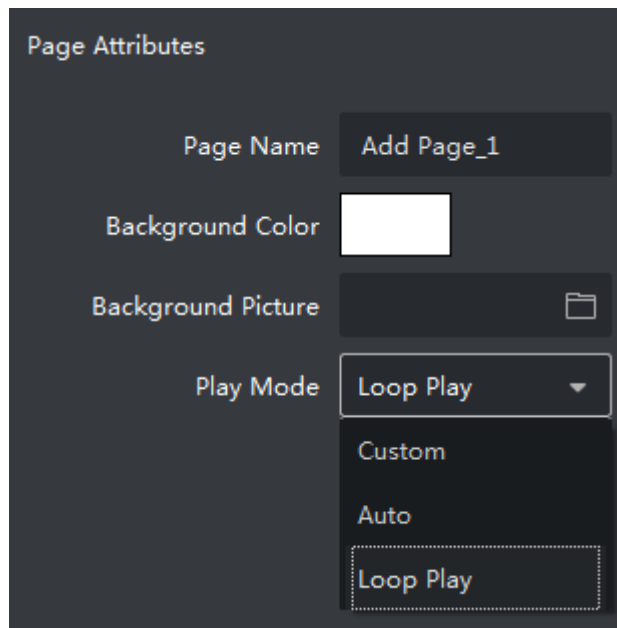 Page Attributes
Page Name Add Page_1
Background Color
Background Picture
Play Mode Loop Play
Custom
Auto
Loop Play